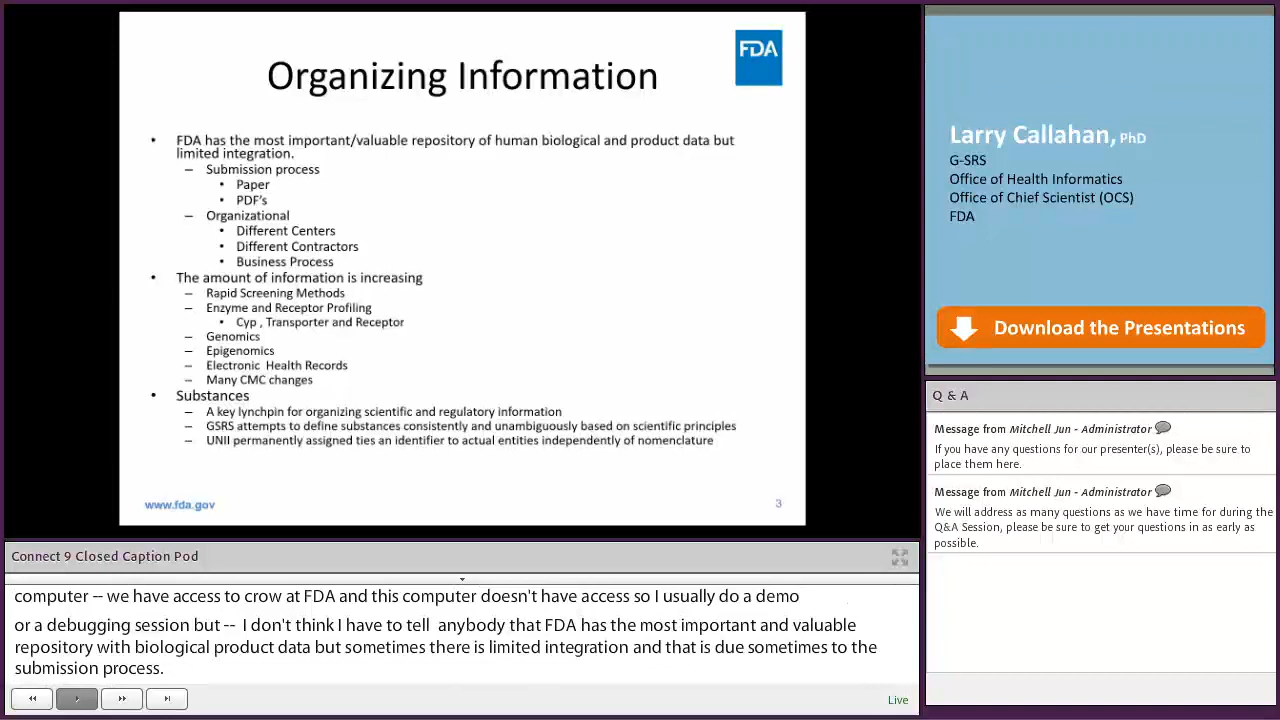 FDA
Organizing Information
• FDA has the most important/valuable repository of human biological and product data but
limited integration.
– Submission process
• Paper
• PDF's
– Organizational
• Different Centers
• Different Contractors
• Business Process
• The amount of information is increasing
– Rapid Screening Methods
– Enzyme and Receptor Profiling
• Cyp , Transporter and Receptor
– Genomics
– Epigenomics
– Electronic Health Records
– Many CMC changes
• Substances
– A key lynchpin for organizing scientific and regulatory information
– GSRS attempts to define substances consistently and unambiguously based on scientific principles
– UNII permanently assigned ties an identifier to actual entities independently of nomenclature
www.fda.gov
3
Larry Callahan, PhD
G-SRS
Office of Health Informatics
Office of Chief Scientist (OCS)
FDA
Download the Presentations
Q & A
Message from Mitchell Jun - Administrator
If you have any questions for our presenter(s), please be sure to
place them here.
Message from Mitchell Jun - Administrator
We will address as many questions as we have time for during the
Q&A Session, please be sure to get your questions in as early as
possible.
Connect 9 Closed Caption Pod
computer -- we have access to crow at FDA and this computer doesn't have access so I usually do a demo
or a debugging session but -- I don't think I have to tell anybody that FDA has the most important and valuable
repository with biological product data but sometimes there is limited integration and that is due sometimes to the
submission process.
Live